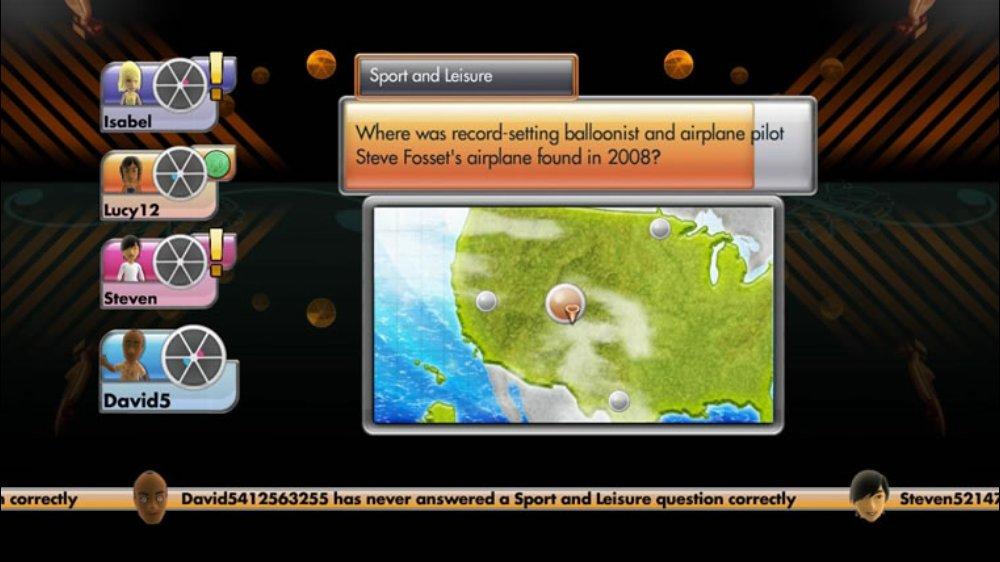 Sport and Leisure
Where was record-setting balloonist and airplane pilot
Steve Fosset's airplane found in 2008?
!
Isabel
Lucy12
!
Steven
David5
n correctly
David5412563255 has never answered a Sport and Leisure question correctly
Steven52147